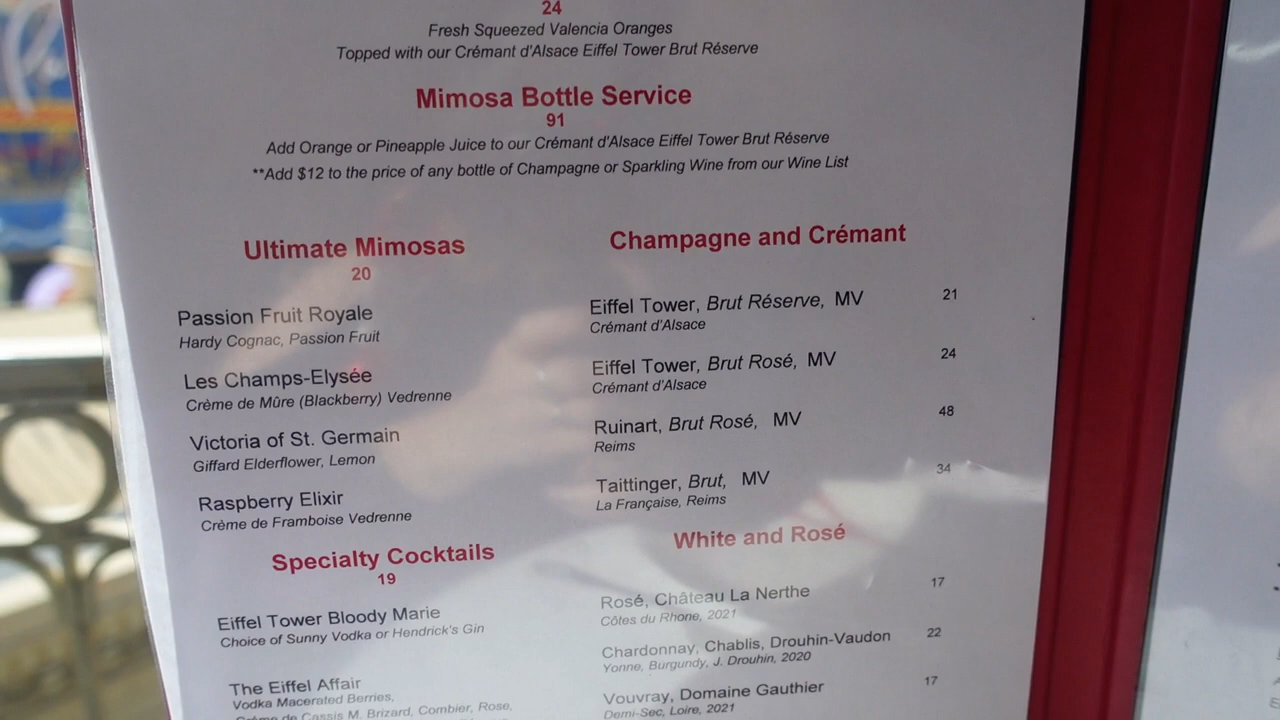 24
Fresh Squeezed Valencia Oranges
Topped with our Crémant d'Alsace Eiffel Tower Brut Réserve
Mimosa Bottle Service
91
Add Orange or Pineapple Juice to our Crémant d'Alsace Eiffel Tower Brut Réserve
**Add $12 to the price of any bottle of Champagne or Sparkling Wine from our Wine List
Ultimate Mimosas
20
Passion Fruit Royale
Hardy Cognac, Passion Fruit
Les Champs-Elysée
Crème de Mûre (Blackberry) Vedrenne
Victoria of St. Germain
Giffard Elderflower, Lemon
Raspberry Elixir
Crème de Framboise Vedrenne
Specialty Cocktails
19
Eiffel Tower Bloody Marie
Choice of Sunny Vodka or Hendrick's Gin
The Eiffel Affair
Vodka Macerated Berries,
Crème de Cassis M. Brizard, Combier, Rose,
Champagne and Crémant
Eiffel Tower, Brut Réserve, MV 21
Crémant d'Alsace
Eiffel Tower, Brut Rosé, MV 24
Crémant d'Alsace
Ruinart, Brut Rosé, MV 48
Reims
Taittinger, Brut, MV 34
La Française, Reims
White and Rosé
Rosé, Château La Nerthe 17
Côtes du Rhone, 2021
Chardonnay, Chablis, Drouhin-Vaudon 22
Yonne, Burgundy, J. Drouhin, 2020
Vouvray, Domaine Gauthier 17
Demi-Sec, Loire, 2021